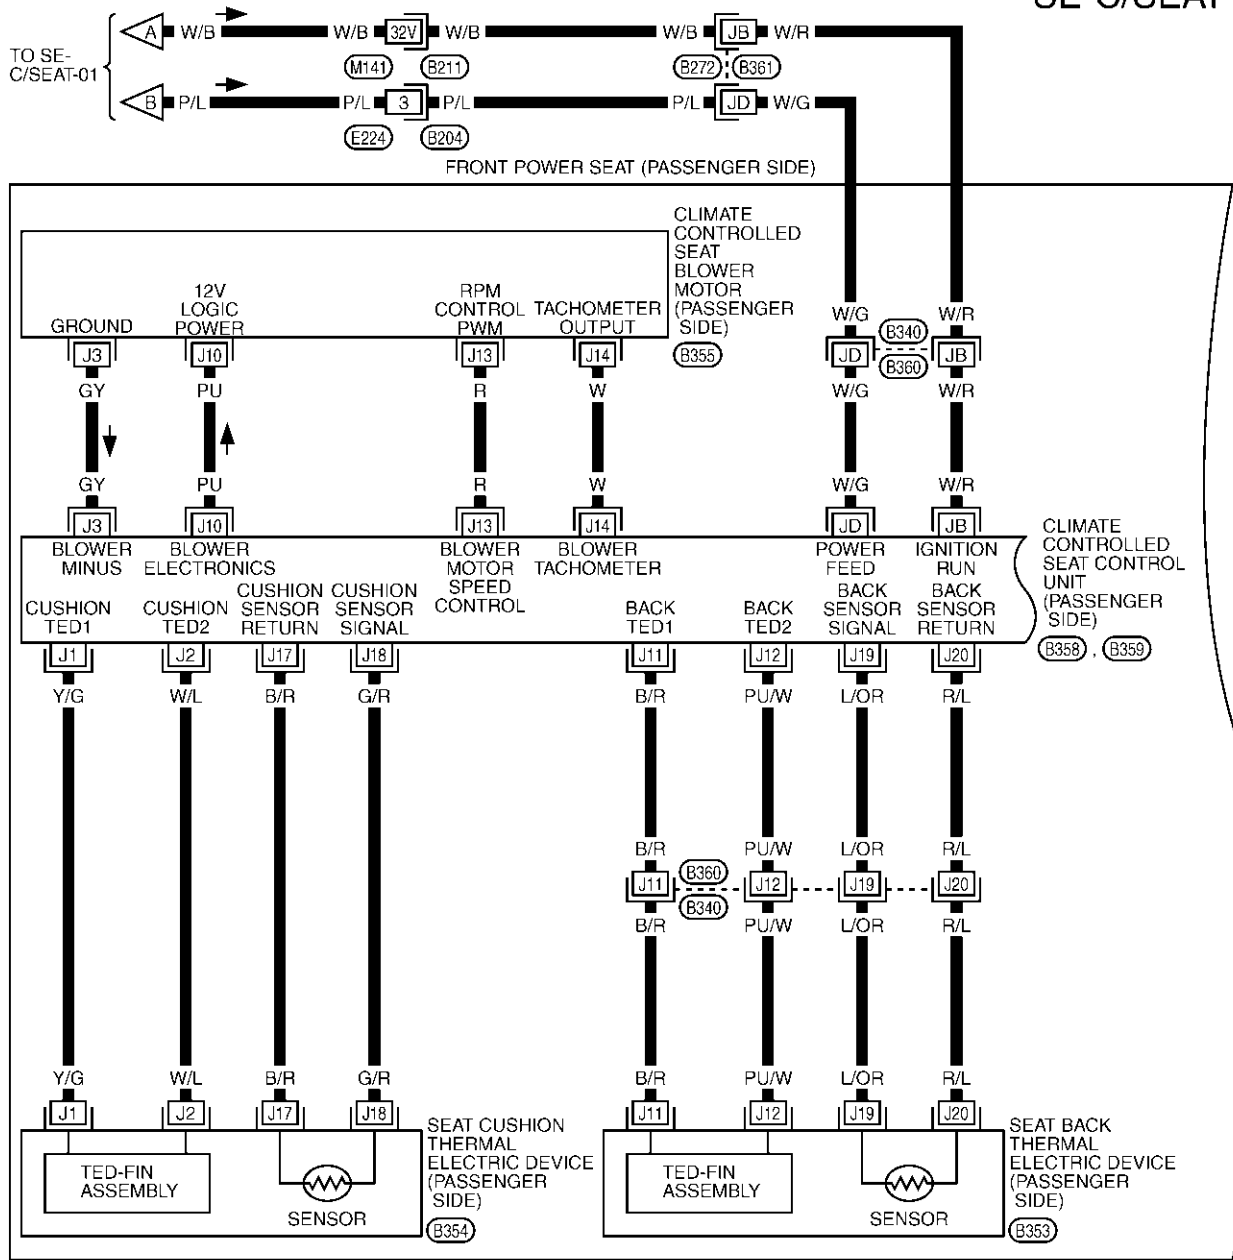 SE-C/SEAT
TO SE-
C/SEAT-01
A W/B W/B 32V W/B W/B JB W/R
M141 B211 B272 B361
B P/L P/L 3 P/L P/L JD W/G
E224 B204
FRONT POWER SEAT (PASSENGER SIDE)
CLIMATE
CONTROLLED
SEAT
BLOWER
MOTOR
(PASSENGER
SIDE)
B355
GROUND
12V
LOGIC
POWER
RPM
CONTROL
PWM
TACHOMETER
OUTPUT
W/G W/R
B340
J3 J10 J13 J14 JD JB
B360
GY PU R W W/G W/R
GY PU R W W/G W/R
J3 J10 J13 J14 JD JB
BLOWER
MINUS
BLOWER
ELECTRONICS
BLOWER
MOTOR
SPEED
CONTROL
BLOWER
TACHOMETER
POWER
FEED
IGNITION
RUN
CLIMATE
CONTROLLED
SEAT CONTROL
UNIT
(PASSENGER
SIDE)
B358 , B359
CUSHION
TED1
CUSHION
TED2
CUSHION
SENSOR
RETURN
CUSHION
SENSOR
SIGNAL
BACK
TED1
BACK
TED2
BACK
SENSOR
SIGNAL
BACK
SENSOR
RETURN
J1 J2 J17 J18 J11 J12 J19 J20
Y/G W/L B/R G/R B/R PU/W L/OR R/L
B/R PU/W L/OR R/L
B360
J11 J12 J19 J20
B340
B/R PU/W L/OR R/L
Y/G W/L B/R G/R B/R PU/W L/OR R/L
J1 J2 J17 J18 J11 J12 J19 J20
TED-FIN
ASSEMBLY
SENSOR
SEAT CUSHION
THERMAL
ELECTRIC DEVICE
(PASSENGER
SIDE)
B354
TED-FIN
ASSEMBLY
SENSOR
SEAT BACK
THERMAL
ELECTRIC DEVICE
(PASSENGER
SIDE)
B353